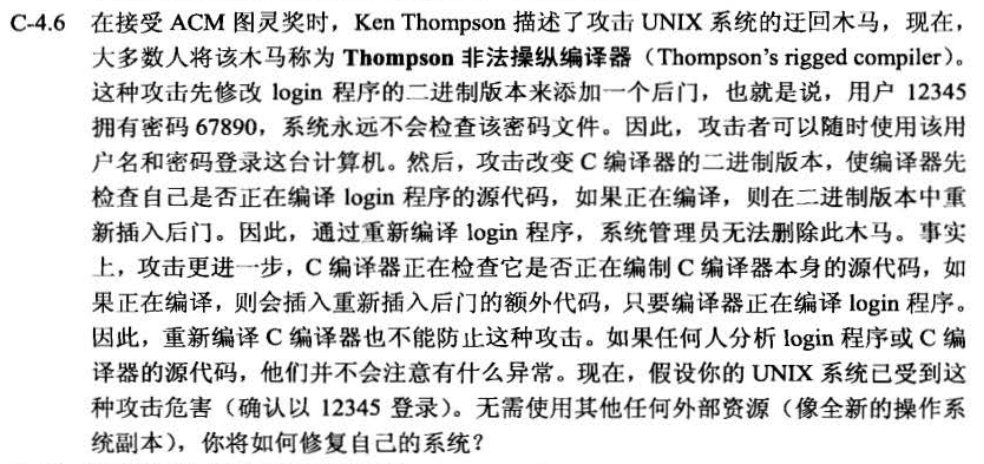 C-4.6 在接受 ACM 图灵奖时，Ken Thompson 描述了攻击 UNIX 系统的迂回木马，现在，
大多数人将该木马称为 Thompson 非法操纵编译器（Thompson's rigged compiler）。
这种攻击先修改 login 程序的二进制版本来添加一个后门，也就是说，用户 12345
拥有密码 67890，系统永远不会检查该密码文件。因此，攻击者可以随时使用该用
户名和密码登录这台计算机。然后，攻击改变 C 编译器的二进制版本，使编译器先
检查自己是否正在编译 login 程序的源代码，如果正在编译，则在二进制版本中重
新插入后门。因此，通过重新编译 login 程序，系统管理员无法删除此木马。事实
上，攻击更进一步，C 编译器正在检查它是否正在编制 C 编译器本身的源代码，如
果正在编译，则会插入重新插入后门的额外代码，只要编译器正在编译 login 程序。
因此，重新编译 C 编译器也不能防止这种攻击。如果任何人分析 login 程序或 C 编
译器的源代码，他们并不会注意有什么异常。现在，假设你的 UNIX 系统已受到这
种攻击危害（确认以 12345 登录）。无需使用其他任何外部资源（像全新的操作系
统副本），你将如何修复自己的系统？